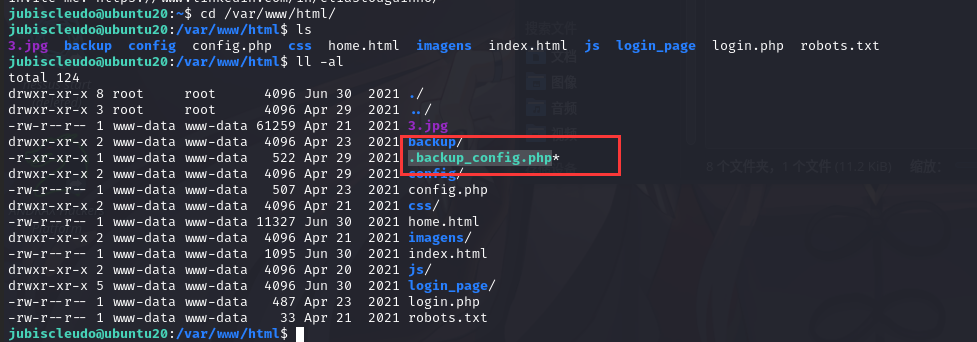 jubiscleudo@ubuntu20:~$ cd /var/www/html/
jubiscleudo@ubuntu20:/var/www/html$ ls
3.jpg backup config config.php css home.html imagens index.html js login_page login.php robots.txt
jubiscleudo@ubuntu20:/var/www/html$ ll -al
total 124
drwxr-xr-x 8 root root 4096 Jun 30 2021 ./
drwxr-xr-x 3 root root 4096 Apr 29 2021 ../
-rw-r--r-- 1 www-data www-data 61259 Apr 21 2021 3.jpg
drwxr-xr-x 2 www-data www-data 4096 Apr 23 2021 backup/
-r-xr-xr-x 1 www-data www-data 522 Apr 29 2021 .backup_config.php*
drwxr-xr-x 2 www-data www-data 4096 Apr 29 2021 config/
-rw-r--r-- 1 www-data www-data 507 Apr 23 2021 config.php
drwxr-xr-x 2 www-data www-data 4096 Apr 21 2021 css/
-rw-r--r-- 1 www-data www-data 11327 Jun 30 2021 home.html
drwxr-xr-x 2 www-data www-data 4096 Apr 21 2021 imagens/
-rw-r--r-- 1 www-data www-data 1095 Jun 30 2021 index.html
drwxr-xr-x 2 www-data www-data 4096 Apr 20 2021 js/
drwxr-xr-x 5 www-data www-data 4096 Jun 30 2021 login_page/
-rw-r--r-- 1 www-data www-data 487 Apr 23 2021 login.php
-rw-r--r-- 1 www-data www-data 33 Apr 21 2021 robots.txt
jubiscleudo@ubuntu20:/var/www/html$
文档
图像
音频